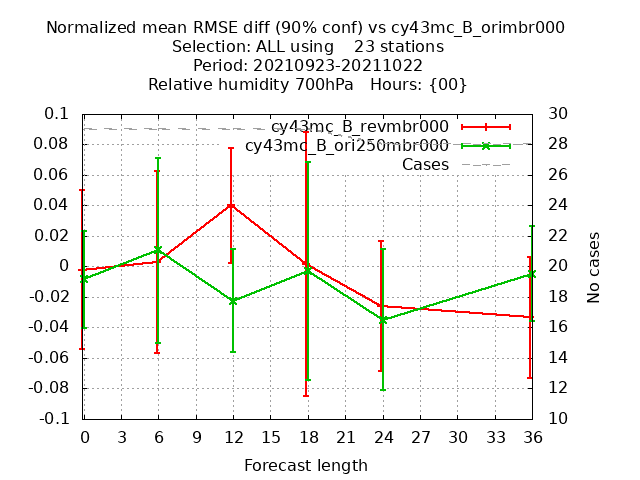 Normalized mean RMSE diff (90% conf) vs cy43mc_B_orimbr000
Selection: ALL using    23 stations
Period: 20210923-20211022
Relative humidity 700hPa   Hours: {00}
0.1
0.08
0.06
0.04
0.02
0
-0.02
-0.04
-0.06
-0.08
-0.1
cy43mc_B_revmbr000
cy43mc_B_ori250mbr000
Cases
30
28
26
24
22
20
18
16
14
12
10
No cases
0 3 6 9 12 15 18 21 24 27 30 33 36
Forecast length